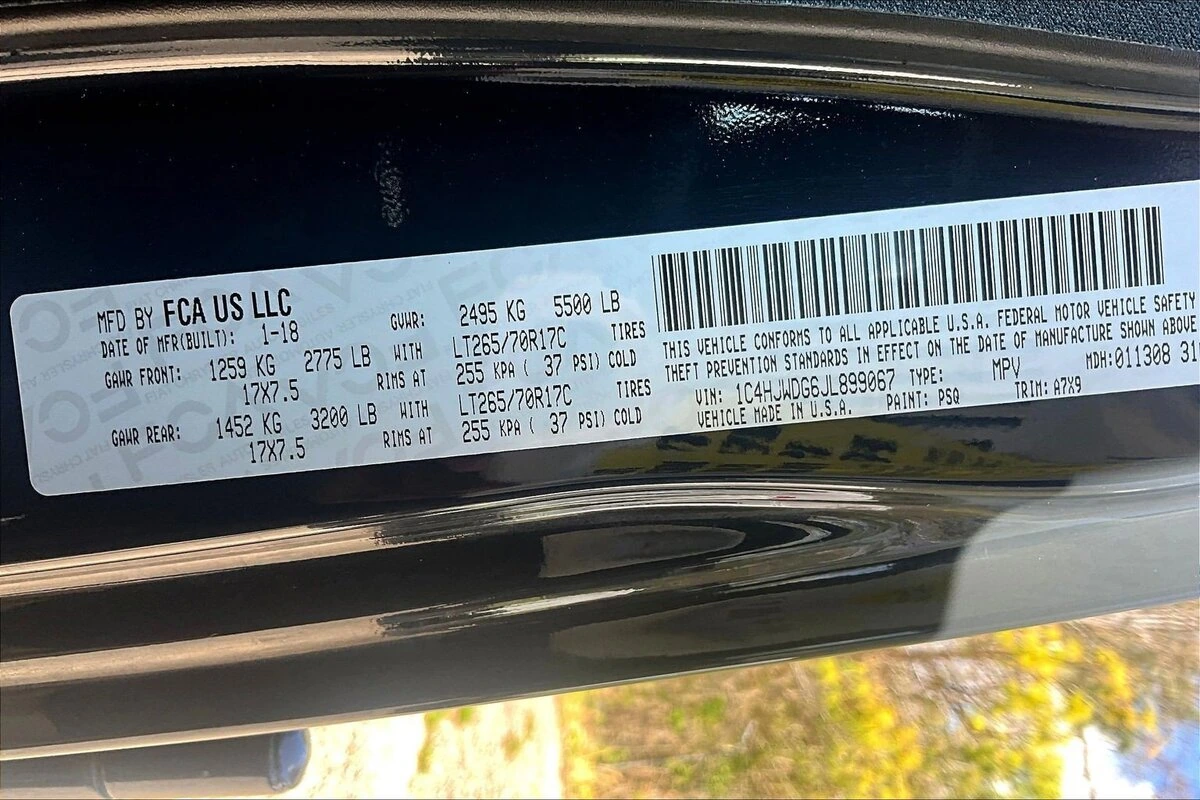 MFD BY FCA US LLC
DATE OF MFR(BUILT): 1-18
GVWR: 2495 KG 5500 LB
GAWR FRONT: 1259 KG 2775 LB WITH LT265/70R17C TIRES
17X7.5 RIMS AT 255 KPA ( 37 PSI) COLD
GAWR REAR: 1452 KG 3200 LB WITH LT265/70R17C TIRES
17X7.5 RIMS AT 255 KPA ( 37 PSI) COLD
THIS VEHICLE CONFORMS TO ALL APPLICABLE U.S.A. FEDERAL MOTOR VEHICLE SAFETY
THEFT PREVENTION STANDARDS IN EFFECT ON THE DATE OF MANUFACTURE SHOWN ABOVE
VIN: 1C4HJWDG6JL899067 TYPE: MPV MDH:011308 31
VEHICLE MADE IN U.S.A. PAINT: PSQ TRIM: A7X9